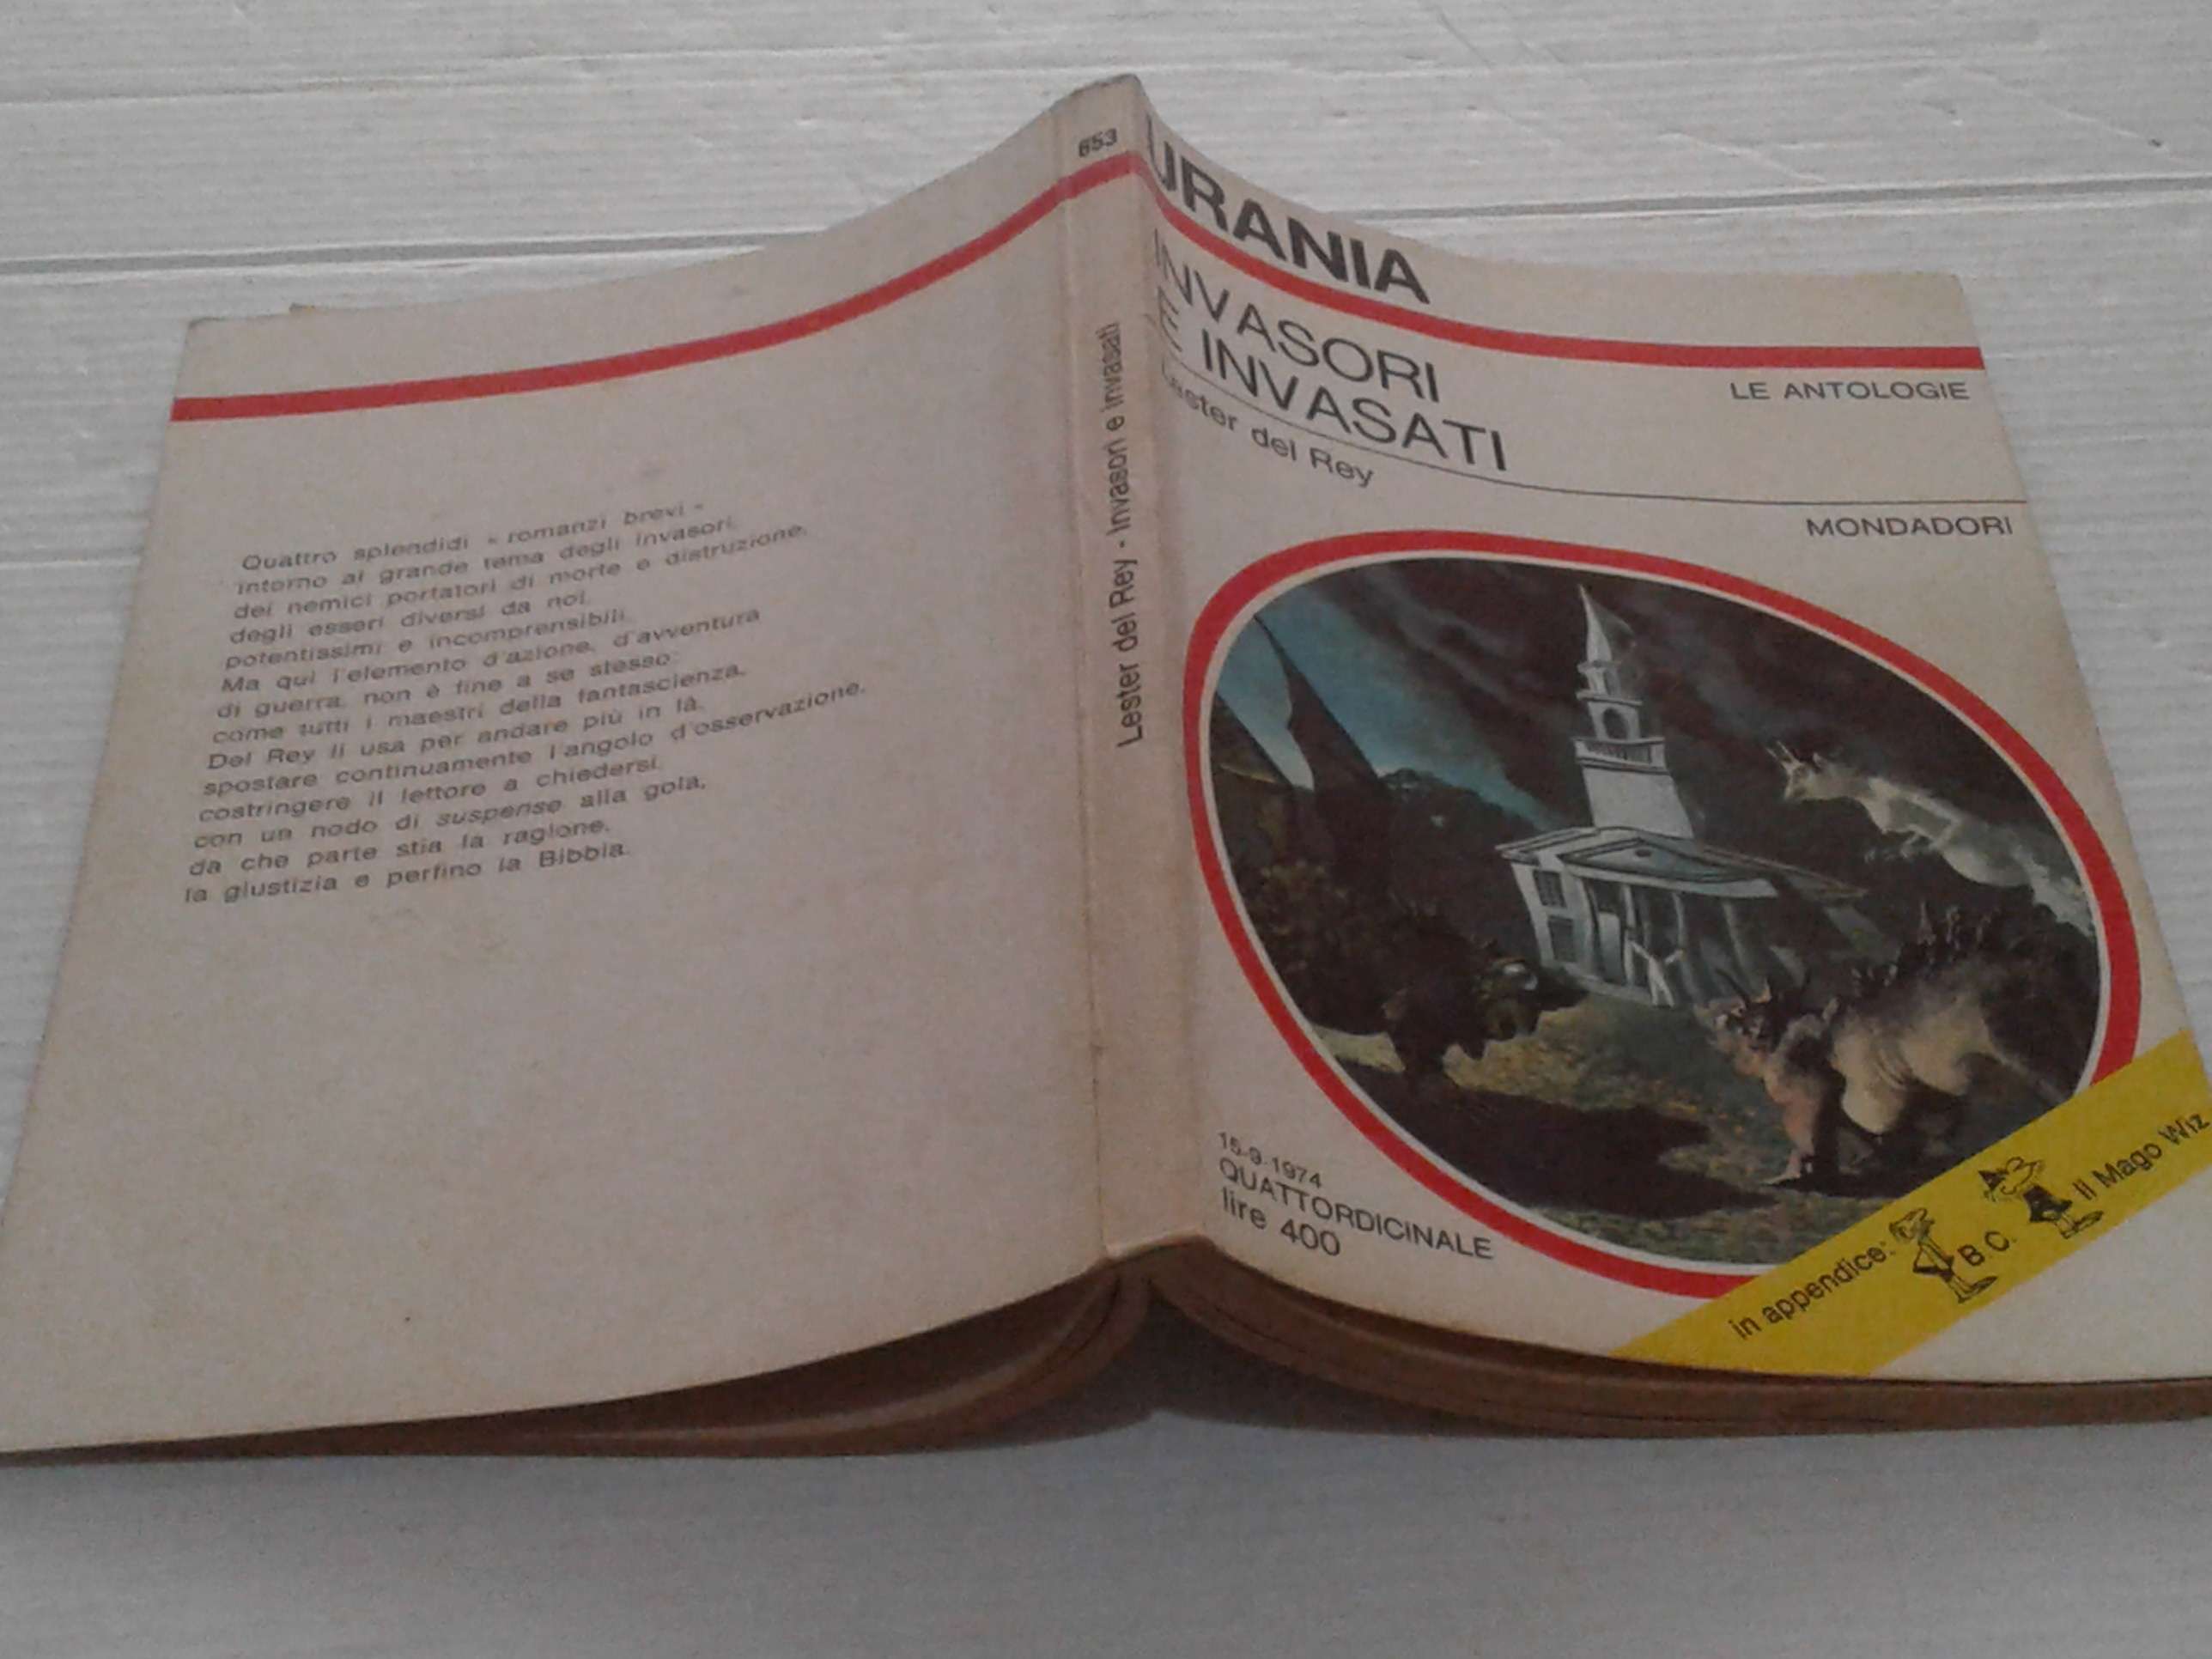 Quattro splendidi « romanzi brevi »
intorno al grande tema degli invasori,
dei nemici portatori di morte e distruzione,
degli esseri diversi da noi,
potentissimi e incomprensibili.
Ma qui l'elemento d'azione, d'avventura
di guerra, non è fine a se stesso:
come tutti i maestri della fantascienza,
Del Rey li usa per andare più in là,
spostare continuamente l'angolo d'osservazione,
costringere il lettore a chiedersi,
con un nodo di suspense alla gola,
da che parte stia la ragione,
la giustizia e perfino la Bibbia.
653
Lester del Rey - Invasori e invasati
URANIA
INVASORI
E INVASATI
Lester del Rey
LE ANTOLOGIE
MONDADORI
15-9-1974
QUATTORDICINALE
lire 400
in appendice: B.C. Il Mago Wiz